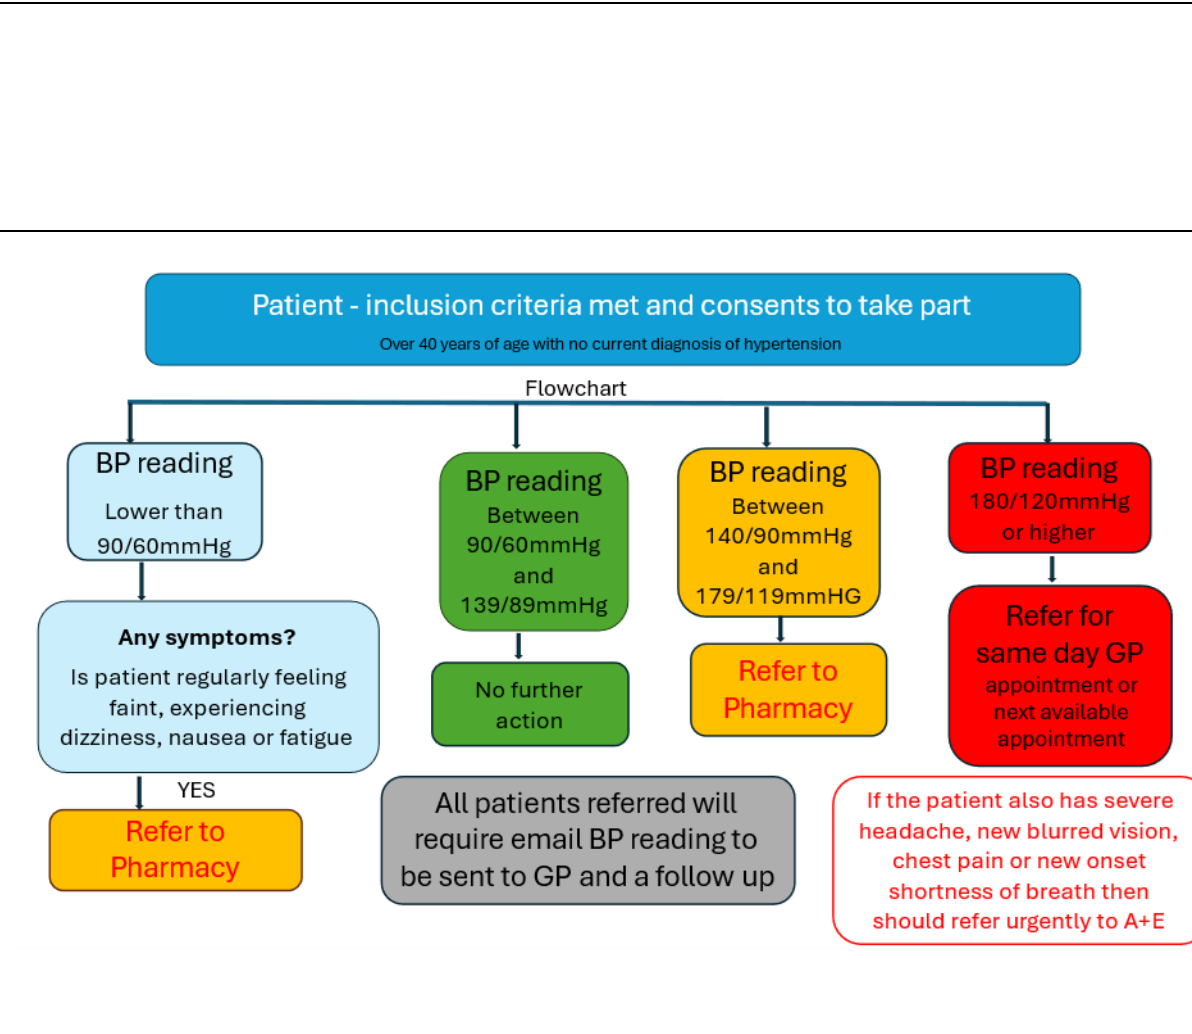 Patient - inclusion criteria met and consents to take part
Over 40 years of age with no current diagnosis of hypertension
Flowchart
BP reading
Lower than
90/60mmHg
Any symptoms?
Is patient regularly feeling
faint, experiencing
dizziness, nausea or fatigue
YES
Refer to
Pharmacy
BP reading
Between
90/60mmHg
and
139/89mmHg
No further
action
BP reading
Between
140/90mmHg
and
179/119mmHG
Refer to
Pharmacy
BP reading
180/120mmHg
or higher
Refer for
same day GP
appointment or
next available
appointment
All patients referred will
require email BP reading to
be sent to GP and a follow up
If the patient also has severe
headache, new blurred vision,
chest pain or new onset
shortness of breath then
should refer urgently to A+E